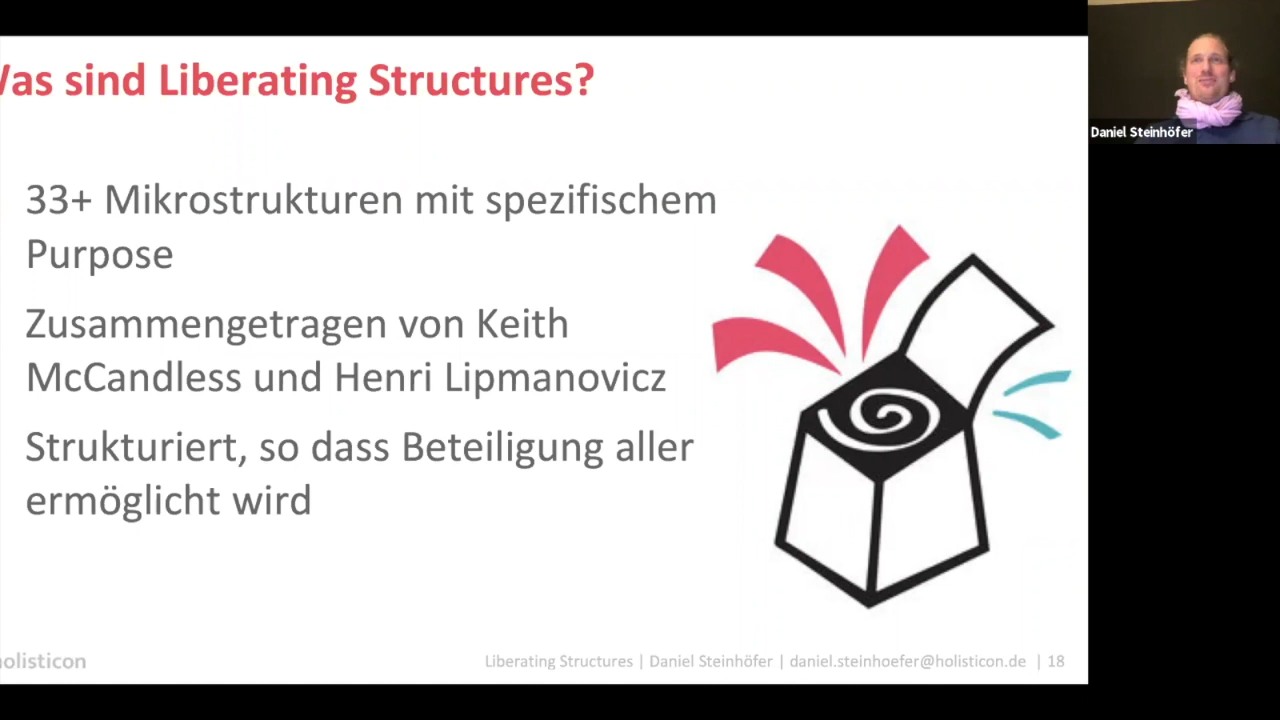 Was sind Liberating Structures?
33+ Mikrostrukturen mit spezifischem
Purpose
Zusammengetragen von Keith
McCandless und Henri Lipmanovicz
Strukturiert, so dass Beteiligung aller
ermöglicht wird
holisticon
Liberating Structures | Daniel Steinhöfer | daniel.steinhoefer@holisticon.de | 18
Daniel Steinhöfer